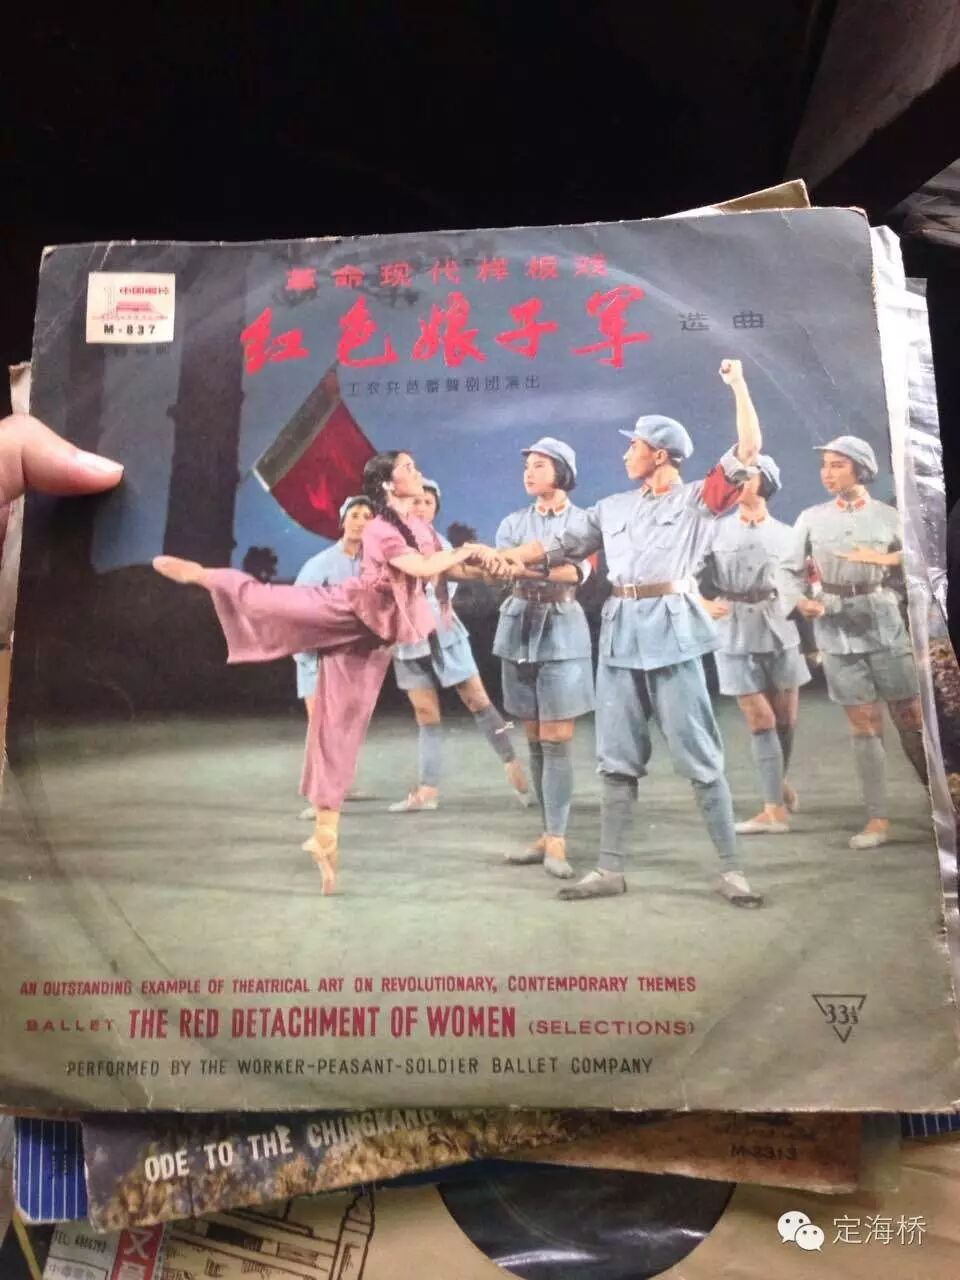 革命现代样板戏
中国唱片
M-837
红色娘子军 选曲
工农兵芭蕾舞剧团演出
AN OUTSTANDING EXAMPLE OF THEATRICAL ART ON REVOLUTIONARY, CONTEMPORARY THEMES
BALLET THE RED DETACHMENT OF WOMEN (SELECTIONS)
33⅓
PERFORMED BY THE WORKER-PEASANT-SOLDIER BALLET COMPANY
ODE TO THE CHINGKANG
M-2313
又
定海桥